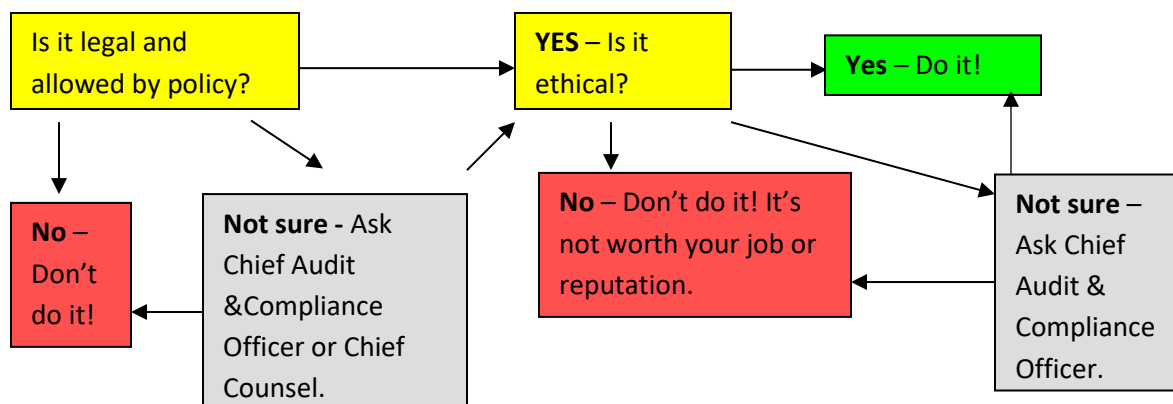 Is it legal and
allowed by policy?
YES – Is it
ethical?
Yes – Do it!
No –
Don’t
do it!
Not sure - Ask
Chief Audit
&Compliance
Officer or Chief
Counsel.
No – Don’t do it! It’s
not worth your job or
reputation.
Not sure –
Ask Chief
Audit &
Compliance
Officer.